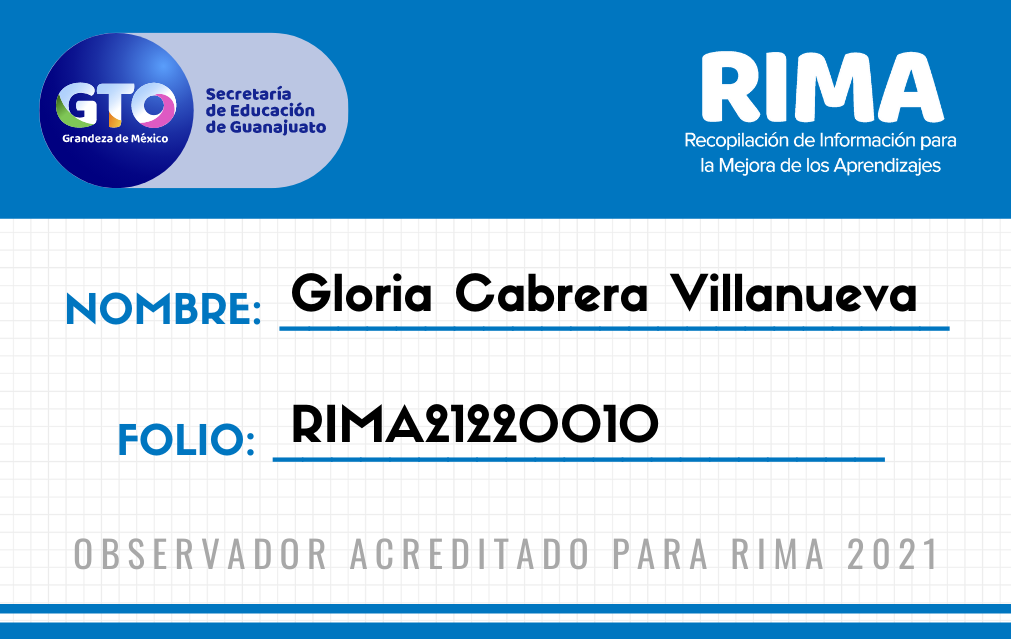 GTO
Grandeza de México
Secretaría
de Educación
de Guanajuato
RIMA
Recopilación de Información para
la Mejora de los Aprendizajes
NOMBRE: Gloria Cabrera Villanueva
FOLIO: RIMA21220010
OBSERVADOR ACREDITADO PARA RIMA 2021